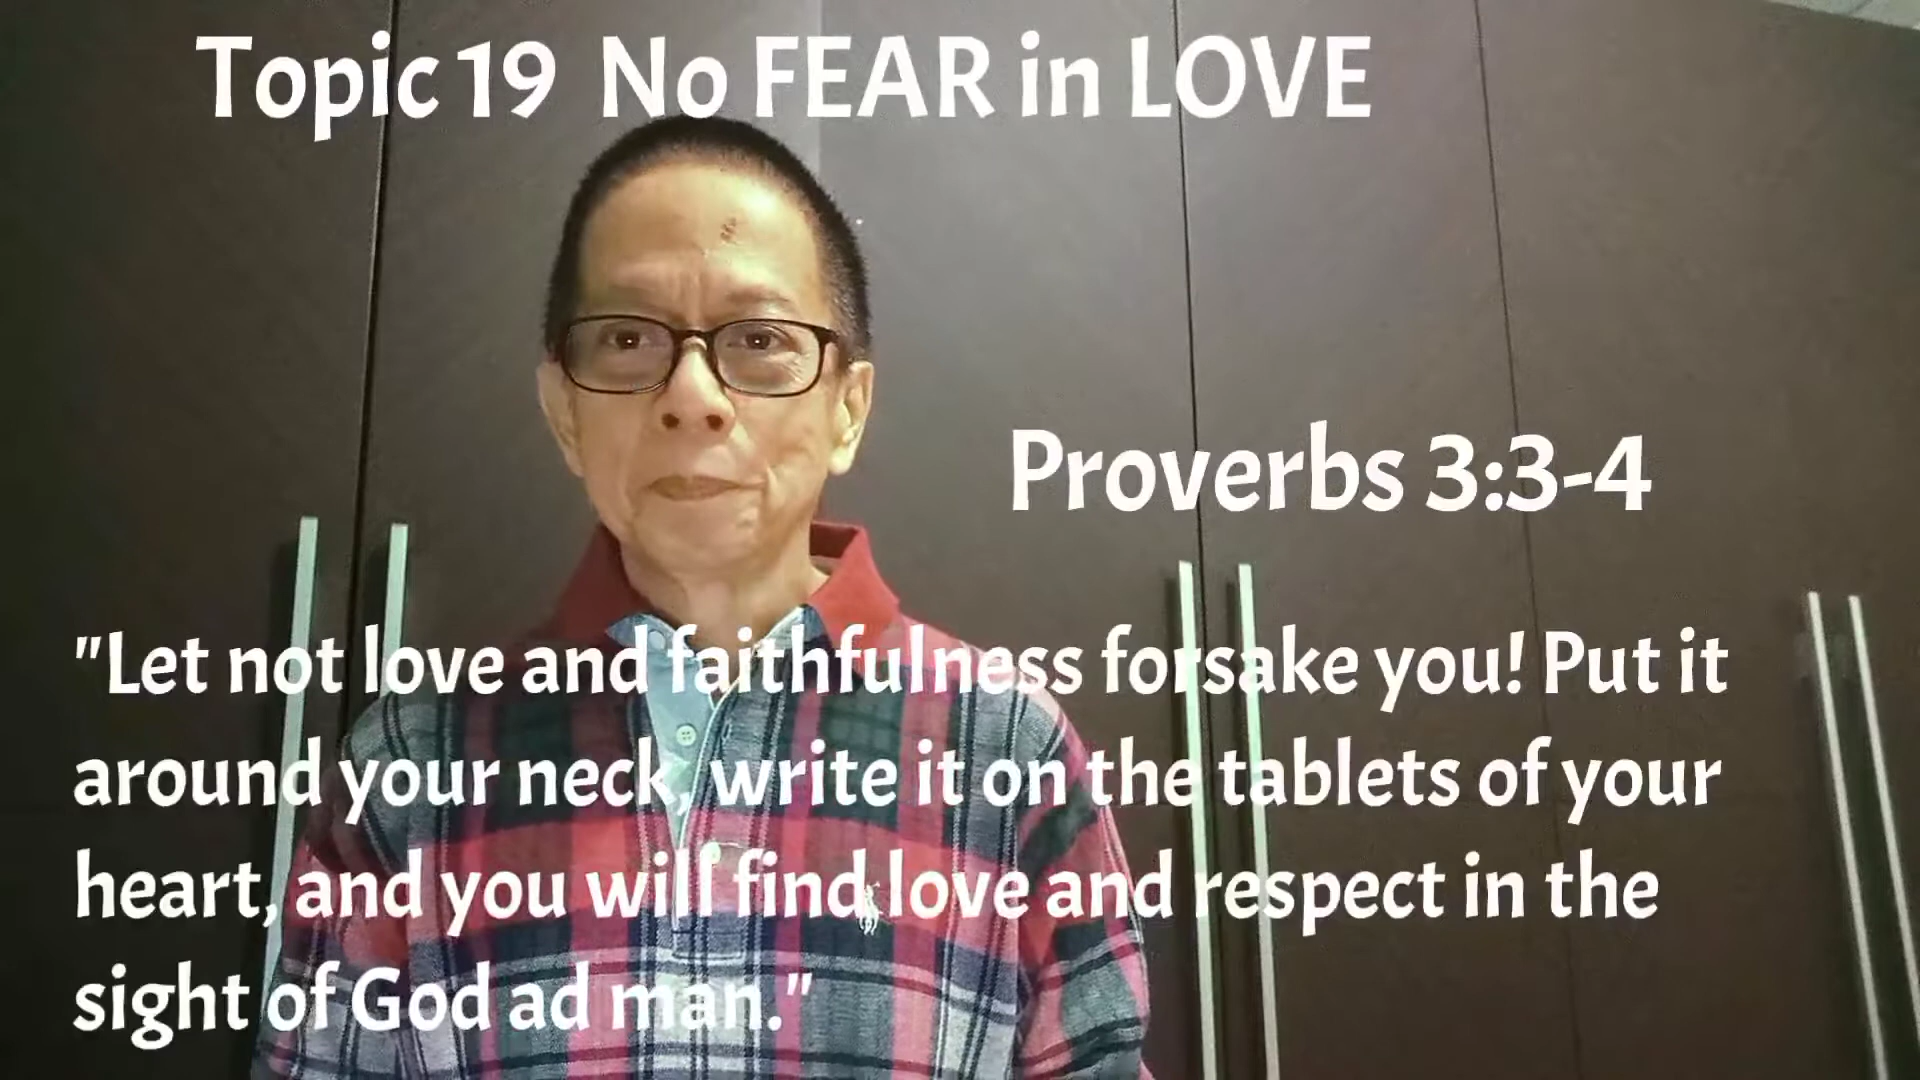 Topic 19 No FEAR in LOVE
Proverbs 3:3-4
"Let not love and faithfulness forsake you! Put it
around your neck, write it on the tablets of your
heart, and you will find love and respect in the
sight of God ad man."